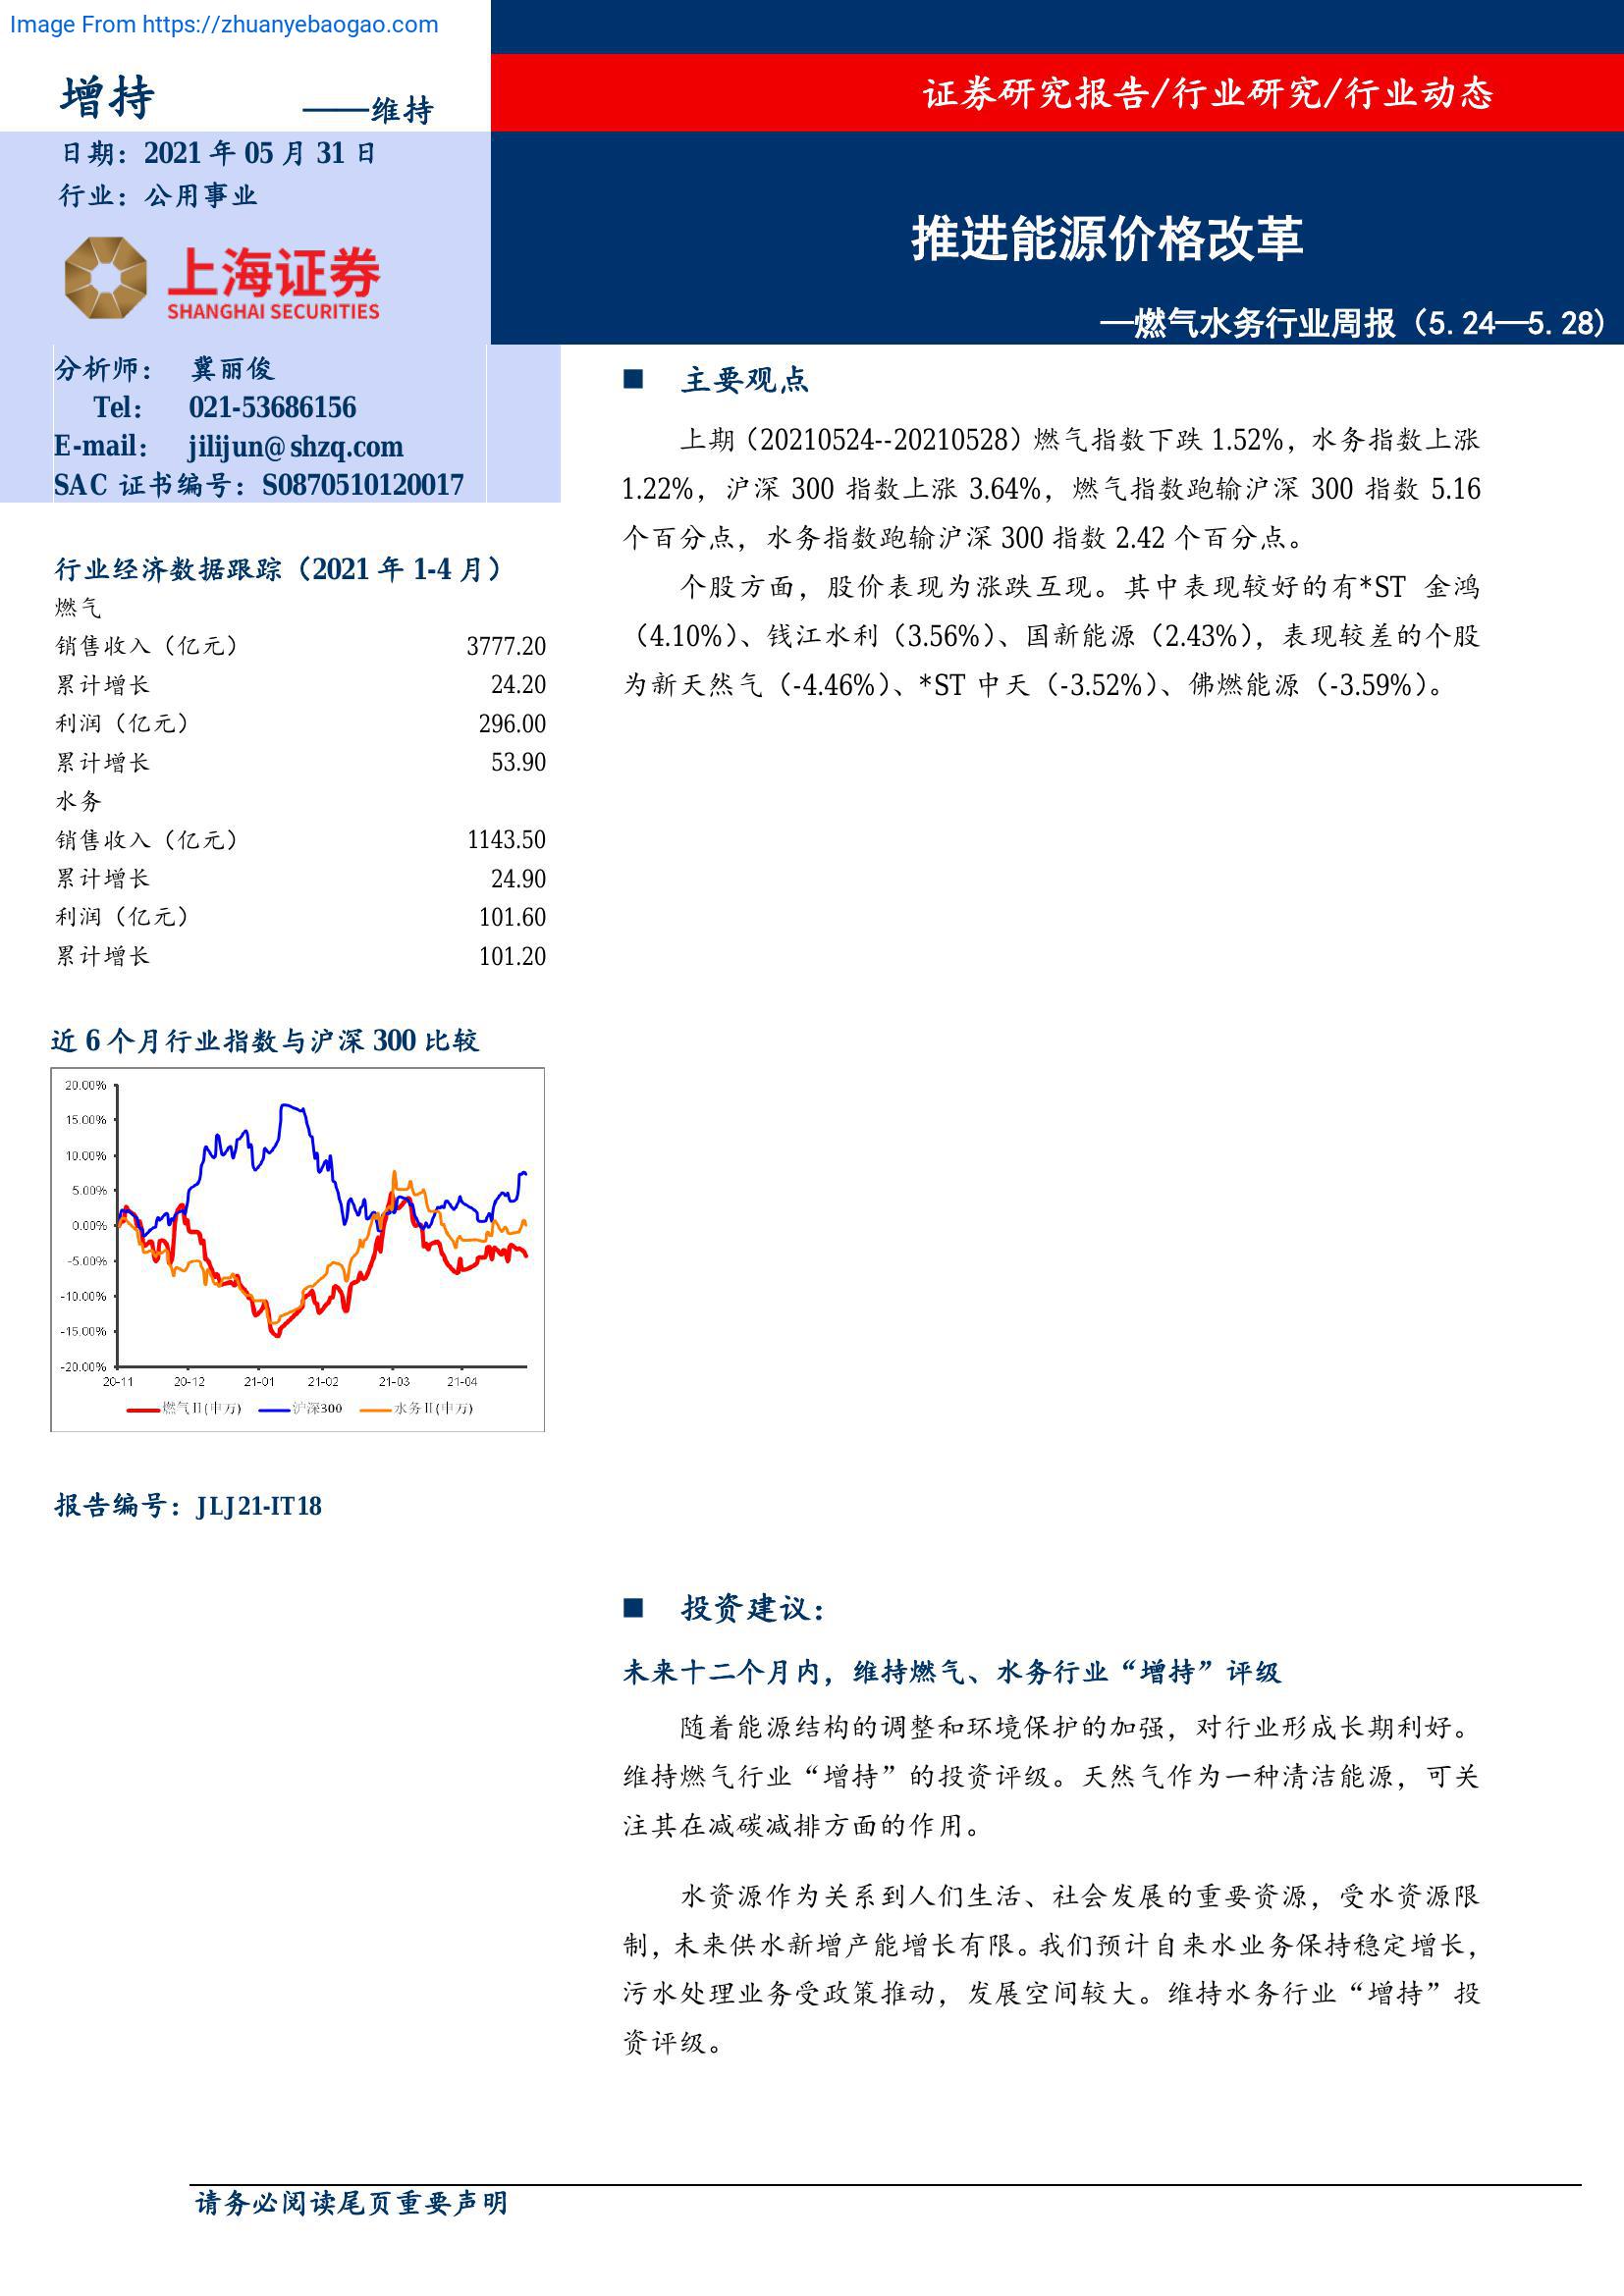 Image From https://zhuanyebaogao.com
增持 ——维持
日期：2021 年 05 月 31 日
行业：公用事业
上海证券
SHANGHAI SECURITIES
证券研究报告/行业研究/行业动态
推进能源价格改革
—燃气水务行业周报（5.24—5.28)
分析师： 冀丽俊
Tel： 021-53686156
E-mail： jilijun@shzq.com
SAC 证书编号：S0870510120017
行业经济数据跟踪（2021 年 1-4 月）
燃气
销售收入（亿元） 3777.20
累计增长 24.20
利润（亿元） 296.00
累计增长 53.90
水务
销售收入（亿元） 1143.50
累计增长 24.90
利润（亿元） 101.60
累计增长 101.20
近 6 个月行业指数与沪深 300 比较
20.00%
15.00%
10.00%
5.00%
0.00%
-5.00%
-10.00%
-15.00%
-20.00%
20-11 20-12 21-01 21-02 21-03 21-04
燃气II(申万) 沪深300 水务II(申万)
报告编号：JLJ21-IT18
■ 主要观点
上期（20210524--20210528）燃气指数下跌 1.52%，水务指数上涨
1.22%，沪深 300 指数上涨 3.64%，燃气指数跑输沪深 300 指数 5.16
个百分点，水务指数跑输沪深 300 指数 2.42 个百分点。
个股方面，股价表现为涨跌互现。其中表现较好的有*ST 金鸿
（4.10%）、钱江水利（3.56%）、国新能源（2.43%），表现较差的个股
为新天然气（-4.46%）、*ST 中天（-3.52%）、佛燃能源（-3.59%）。
■ 投资建议：
未来十二个月内，维持燃气、水务行业“增持”评级
随着能源结构的调整和环境保护的加强，对行业形成长期利好。
维持燃气行业“增持”的投资评级。天然气作为一种清洁能源，可关
注其在减碳减排方面的作用。
水资源作为关系到人们生活、社会发展的重要资源，受水资源限
制，未来供水新增产能增长有限。我们预计自来水业务保持稳定增长，
污水处理业务受政策推动，发展空间较大。维持水务行业“增持”投
资评级。
请务必阅读尾页重要声明